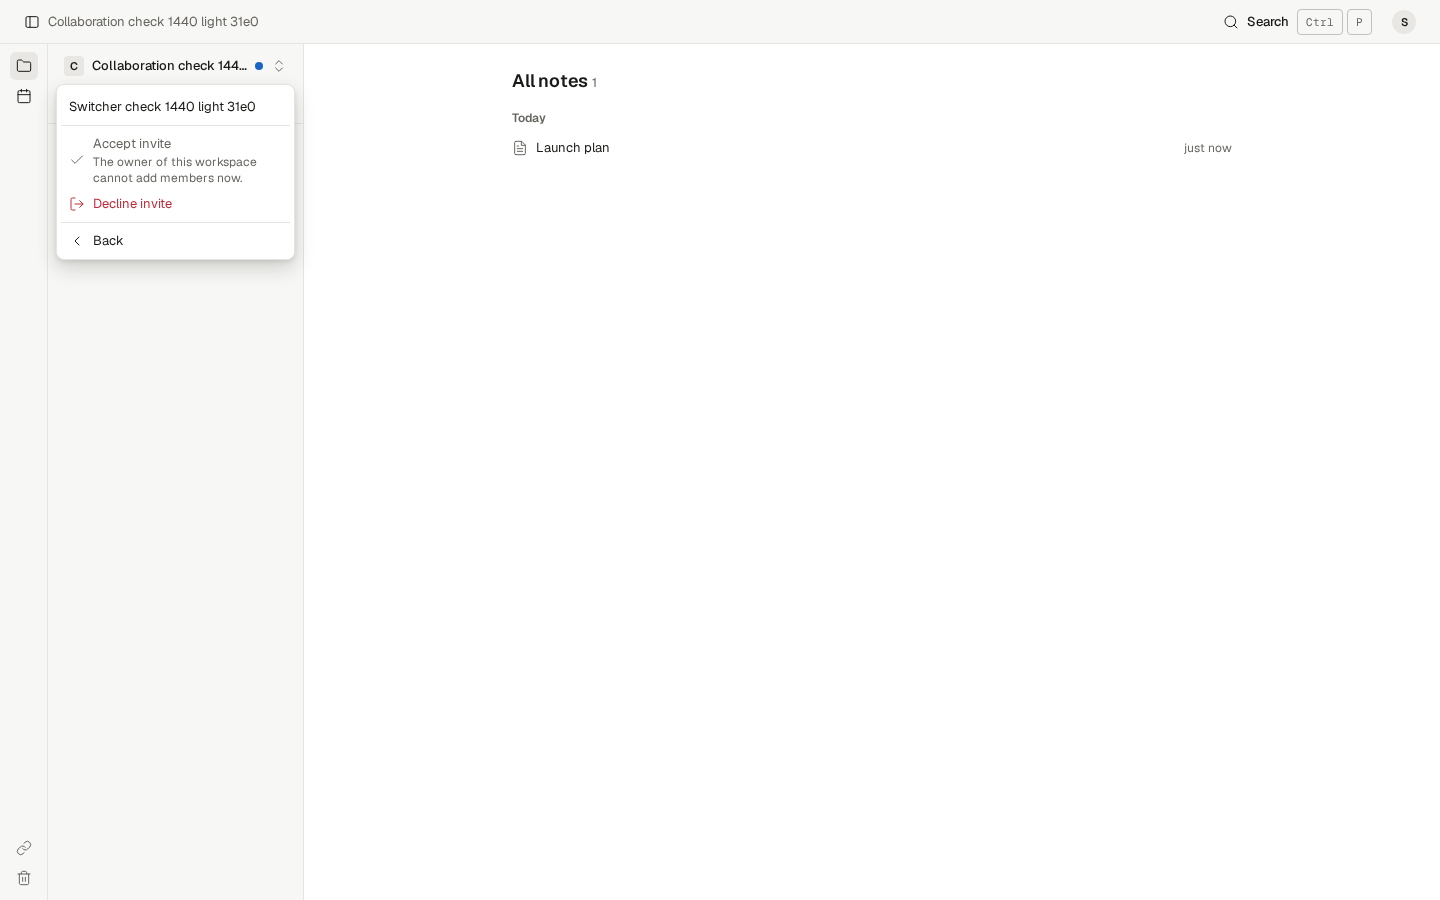 Collaboration check 1440 light 31e0
Search Ctrl P S
C Collaboration check 144...
Switcher check 1440 light 31e0
Accept invite
The owner of this workspace
cannot add members now.
Decline invite
Back
All notes 1
Today
Launch plan just now